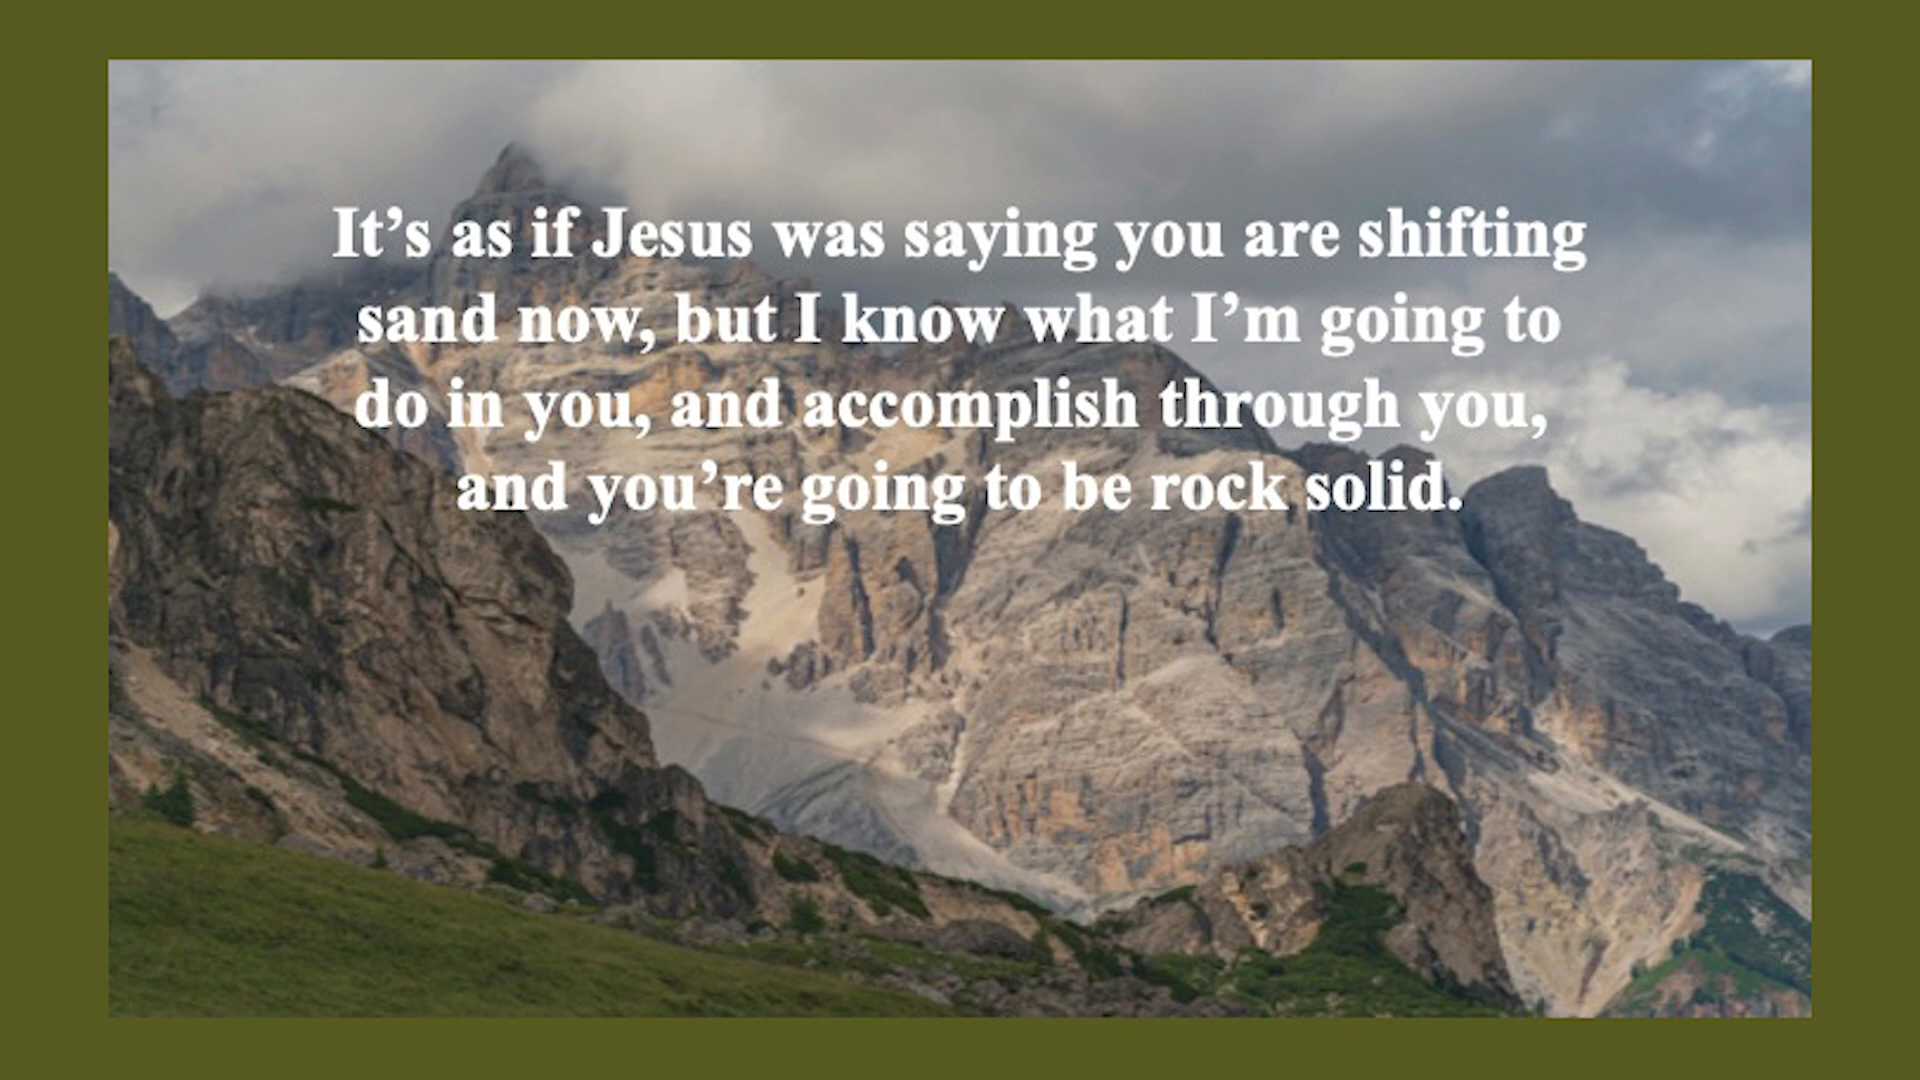 It’s as if Jesus was saying you are shifting
sand now, but I know what I’m going to
do in you, and accomplish through you,
and you’re going to be rock solid.